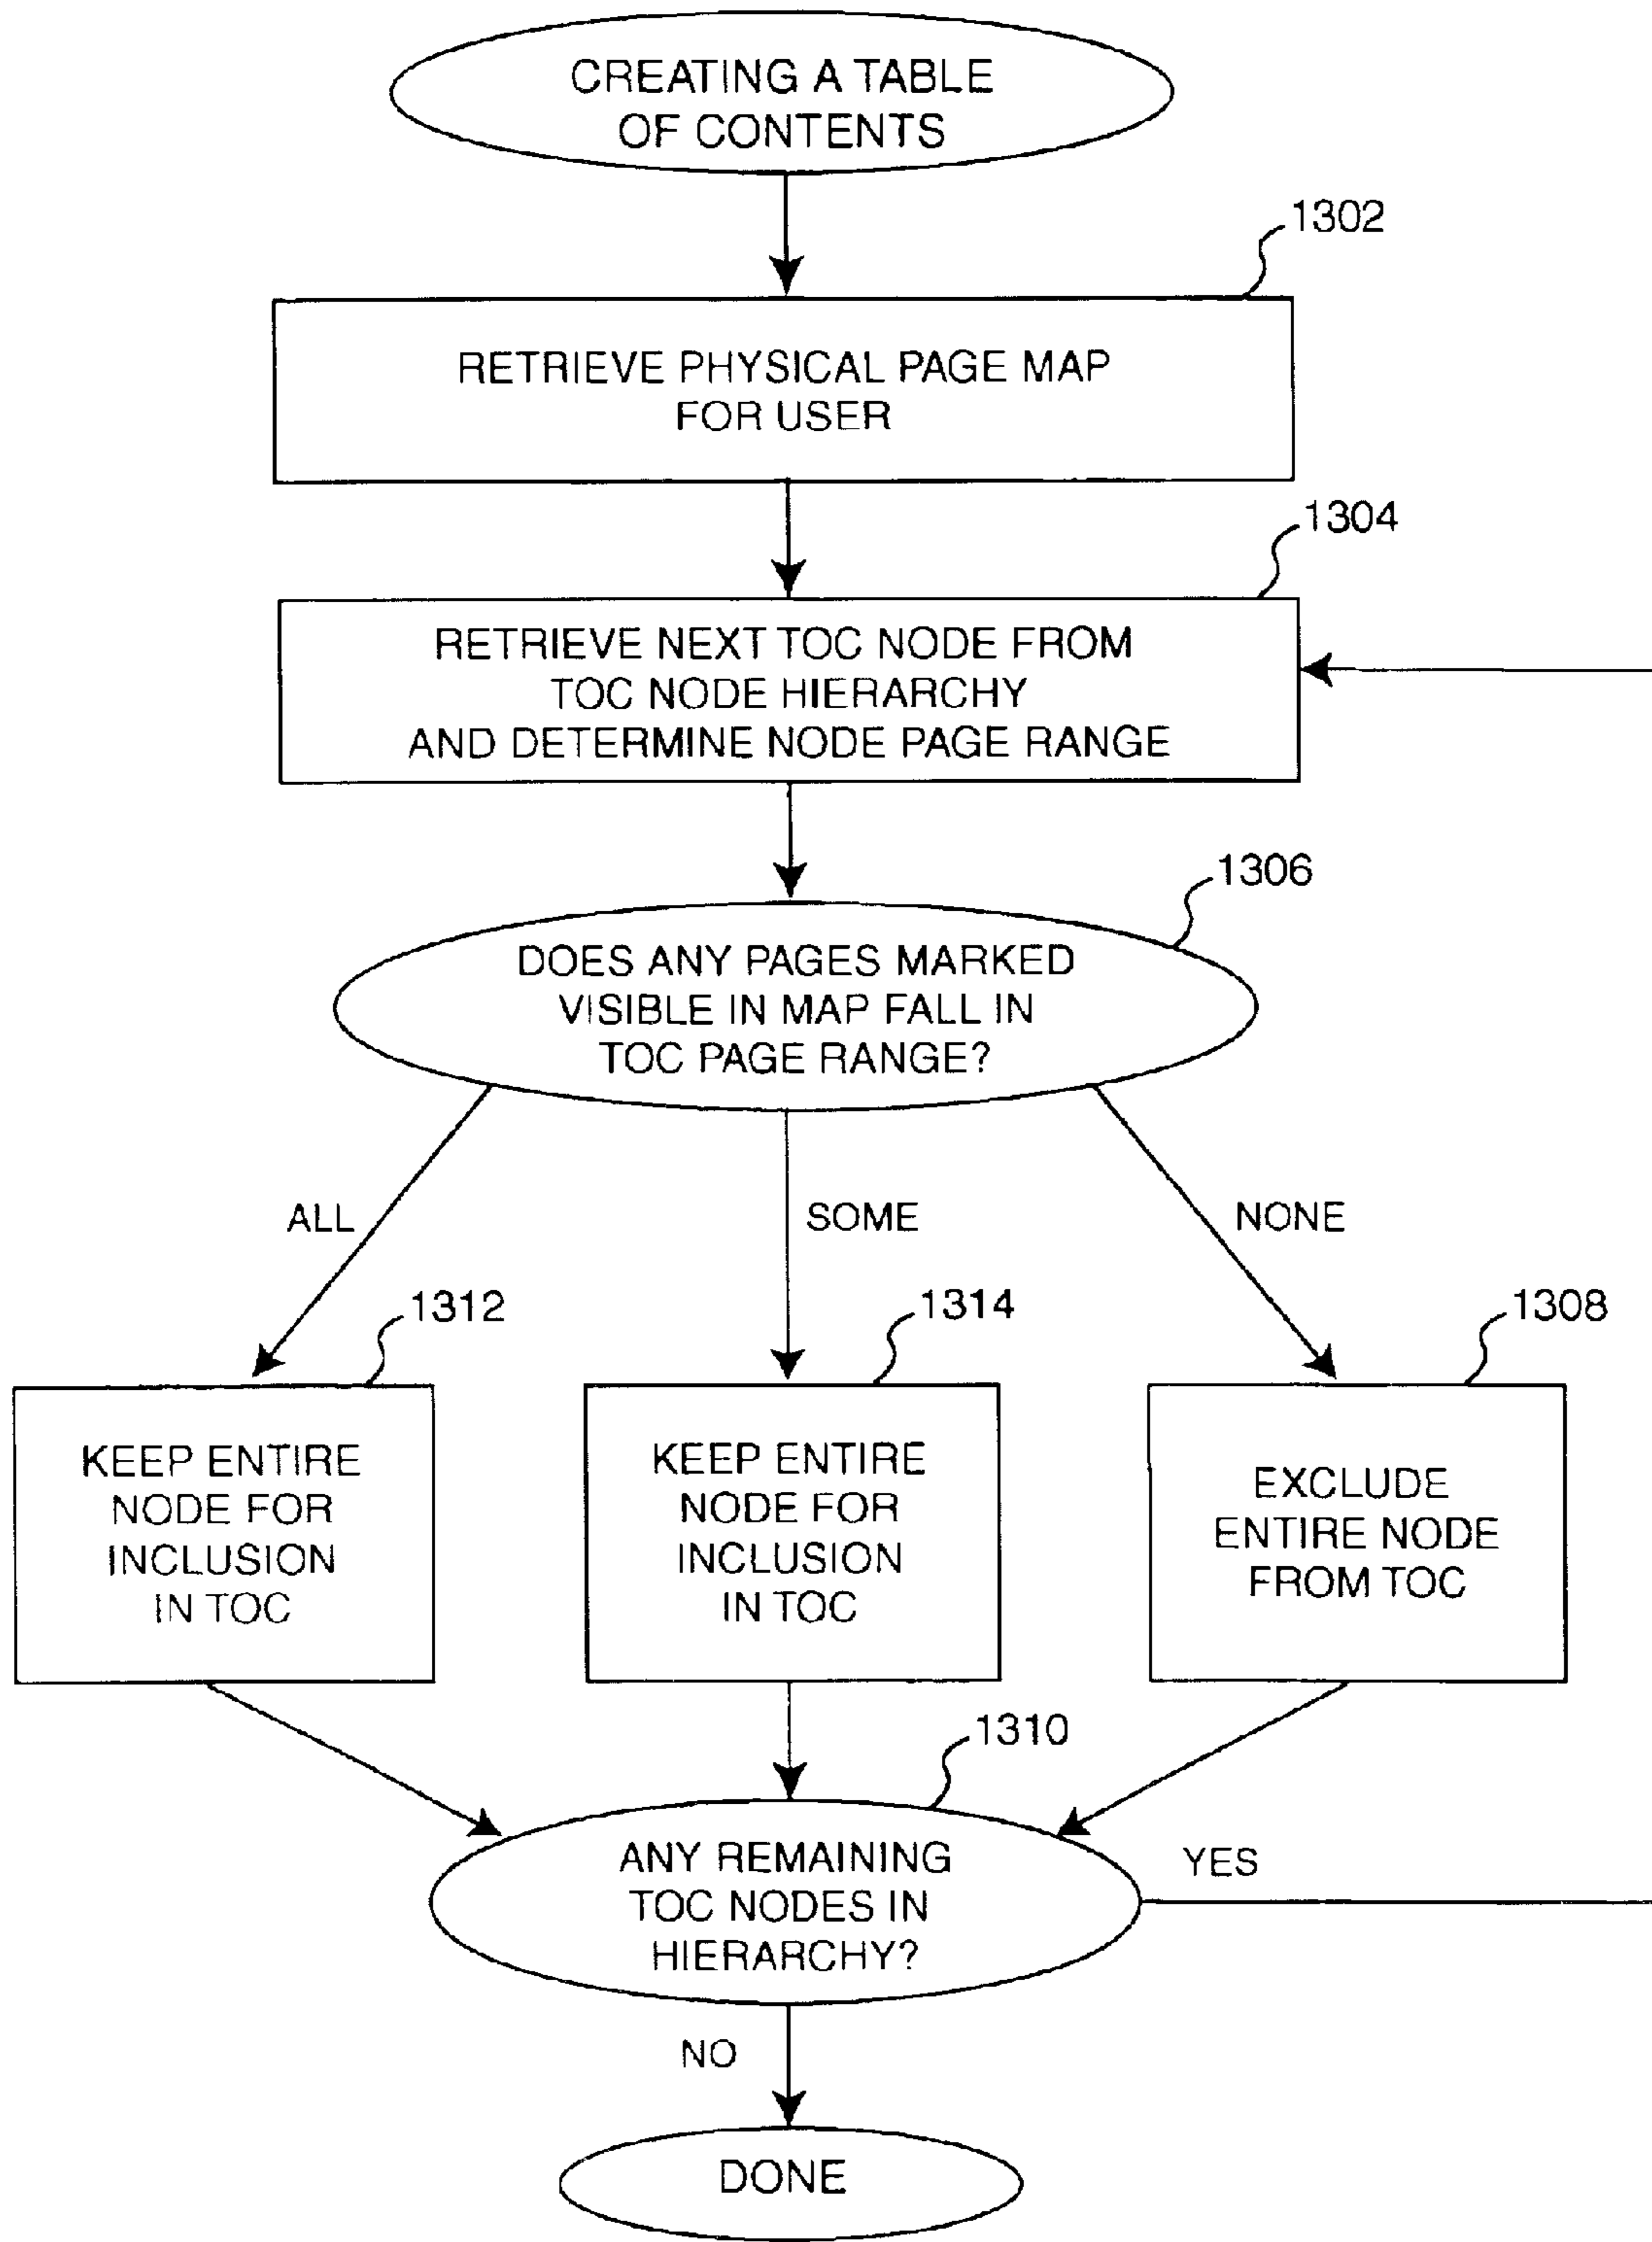 CREATING A TABLE
OF CONTENTS
1302
RETRIEVE PHYSICAL PAGE MAP
FOR USER
1304
RETRIEVE NEXT TOC NODE FROM
TOC NODE HIERARCHY
AND DETERMINE NODE PAGE RANGE
1306
DOES ANY PAGES MARKED
VISIBLE IN MAP FALL IN
TOC PAGE RANGE?
ALL
SOME
NONE
1312
KEEP ENTIRE
NODE FOR
INCLUSION
IN TOC
1314
KEEP ENTIRE
NODE FOR
INCLUSION
IN TOC
1308
EXCLUDE
ENTIRE NODE
FROM TOC
1310
ANY REMAINING
TOC NODES IN
HIERARCHY?
YES
NO
DONE